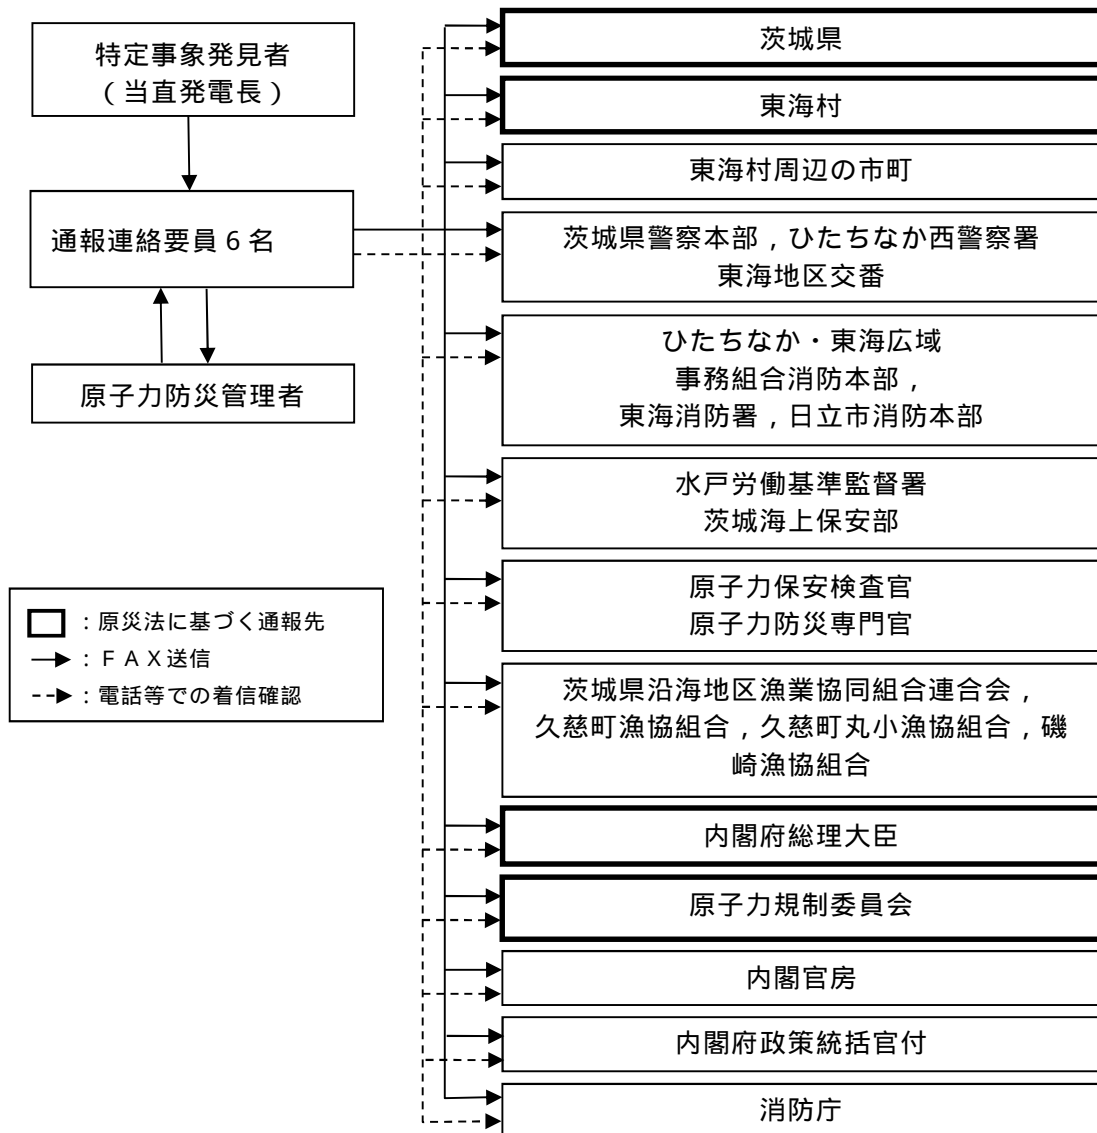 特定事象発見者
（当直発電長）
通報連絡要員６名
原子力防災管理者
：原災法に基づく通報先
：ＦＡＸ送信
：電話等での着信確認
茨城県
東海村
東海村周辺の市町
茨城県警察本部，ひたちなか西警察署
東海地区交番
ひたちなか・東海広域
事務組合消防本部，
東海消防署，日立市消防本部
水戸労働基準監督署
茨城海上保安部
原子力保安検査官
原子力防災専門官
茨城県沿海地区漁業協同組合連合会，
久慈町漁協組合，久慈町丸小漁協組合，磯
崎漁協組合
内閣府総理大臣
原子力規制委員会
内閣官房
内閣府政策統括官付
消防庁